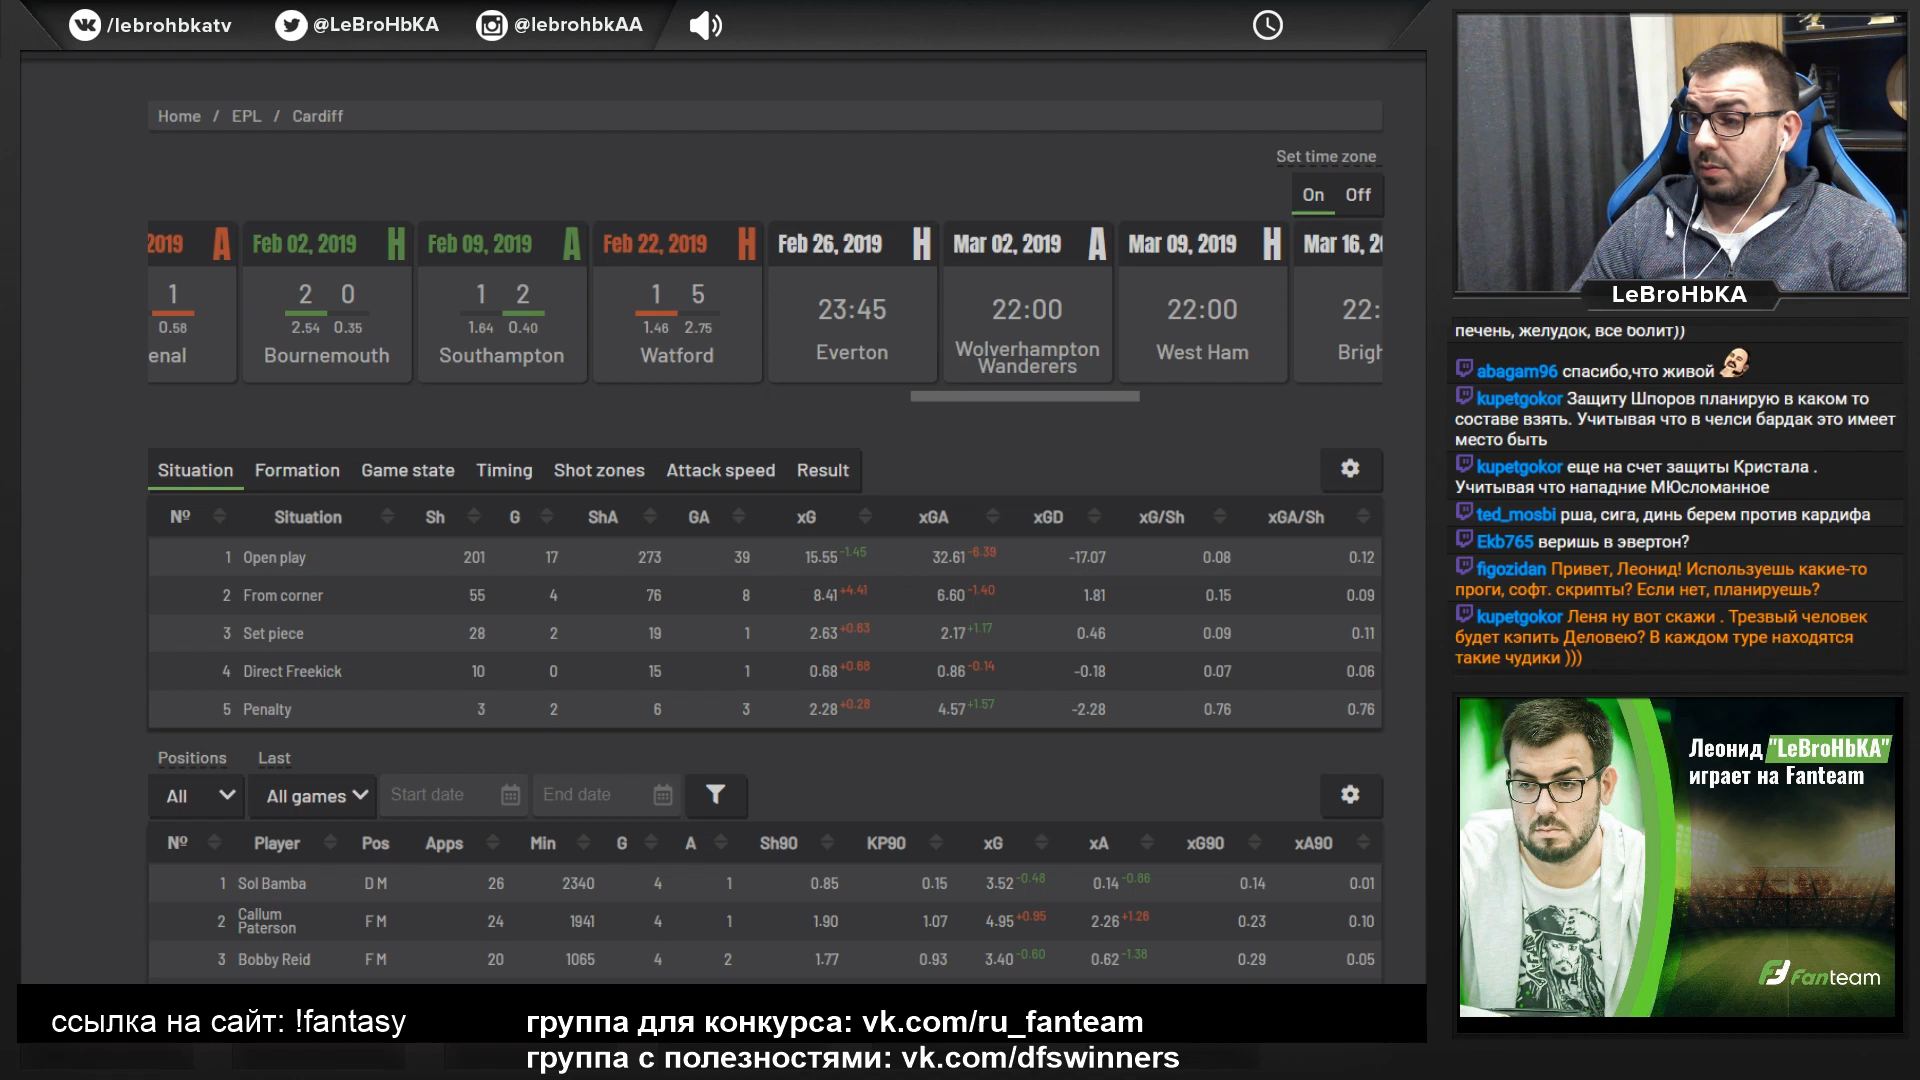 /lebrohbkatv @LeBroHbKA @lebrohbkAA
Home / EPL / Cardiff
Set time zone
On Off
2019 A Feb 02, 2019 H Feb 09, 2019 A Feb 22, 2019 H Feb 26, 2019 H Mar 02, 2019 A Mar 09, 2019 H Mar 16, 20
1 2 0 1 2 1 5 23:45 22:00 22:00 22:
0.58 2.54 0.35 1.64 0.40 1.46 2.75
enal Bournemouth Southampton Watford Everton Wolverhampton Wanderers West Ham Brigh
Situation Formation Game state Timing Shot zones Attack speed Result
Nº Situation Sh G ShA GA xG xGA xGD xG/Sh xGA/Sh
1 Open play 201 17 273 39 15.55-1.45 32.61-6.39 -17.07 0.08 0.12
2 From corner 55 4 76 8 8.41+4.41 6.60-1.40 1.81 0.15 0.09
3 Set piece 28 2 19 1 2.63+0.63 2.17+1.17 0.46 0.09 0.11
4 Direct Freekick 10 0 15 1 0.68+0.68 0.86-0.14 -0.18 0.07 0.06
5 Penalty 3 2 6 3 2.28+0.28 4.57+1.57 -2.28 0.76 0.76
Positions Last
All All games Start date End date
Nº Player Pos Apps Min G A Sh90 KP90 xG xA xG90 xA90
1 Sol Bamba D M 26 2340 4 1 0.85 0.15 3.52-0.48 0.14-0.86 0.14 0.01
2 Callum Paterson F M 24 1941 4 1 1.90 1.07 4.95+0.95 2.26+1.26 0.23 0.10
3 Bobby Reid F M 20 1065 4 2 1.77 0.93 3.40-0.60 0.62-1.38 0.29 0.05
ссылка на сайт: !fantasy
группа для конкурса: vk.com/ru_fanteam
группа с полезностями: vk.com/dfswinners
LeBroHbKA
печень, желудок, все болит))
abagam96 спасибо,что живой
kupetgokor Защиту Шпоров планирую в каком то
составе взять. Учитывая что в челси бардак это имеет
место быть
kupetgokor еще на счет защиты Кристала .
Учитывая что нападние МЮсломанное
ted_mosbi рша, сига, динь берем против кардифа
Ekb765 веришь в эвертон?
figozidan Привет, Леонид! Используешь какие-то
проги, софт. скрипты? Если нет, планируешь?
kupetgokor Леня ну вот скажи . Трезвый человек
будет кэпить Деловею? В каждом туре находятся
такие чудики )))
Леонид "LeBroHbKA"
играет на Fanteam
Fanteam